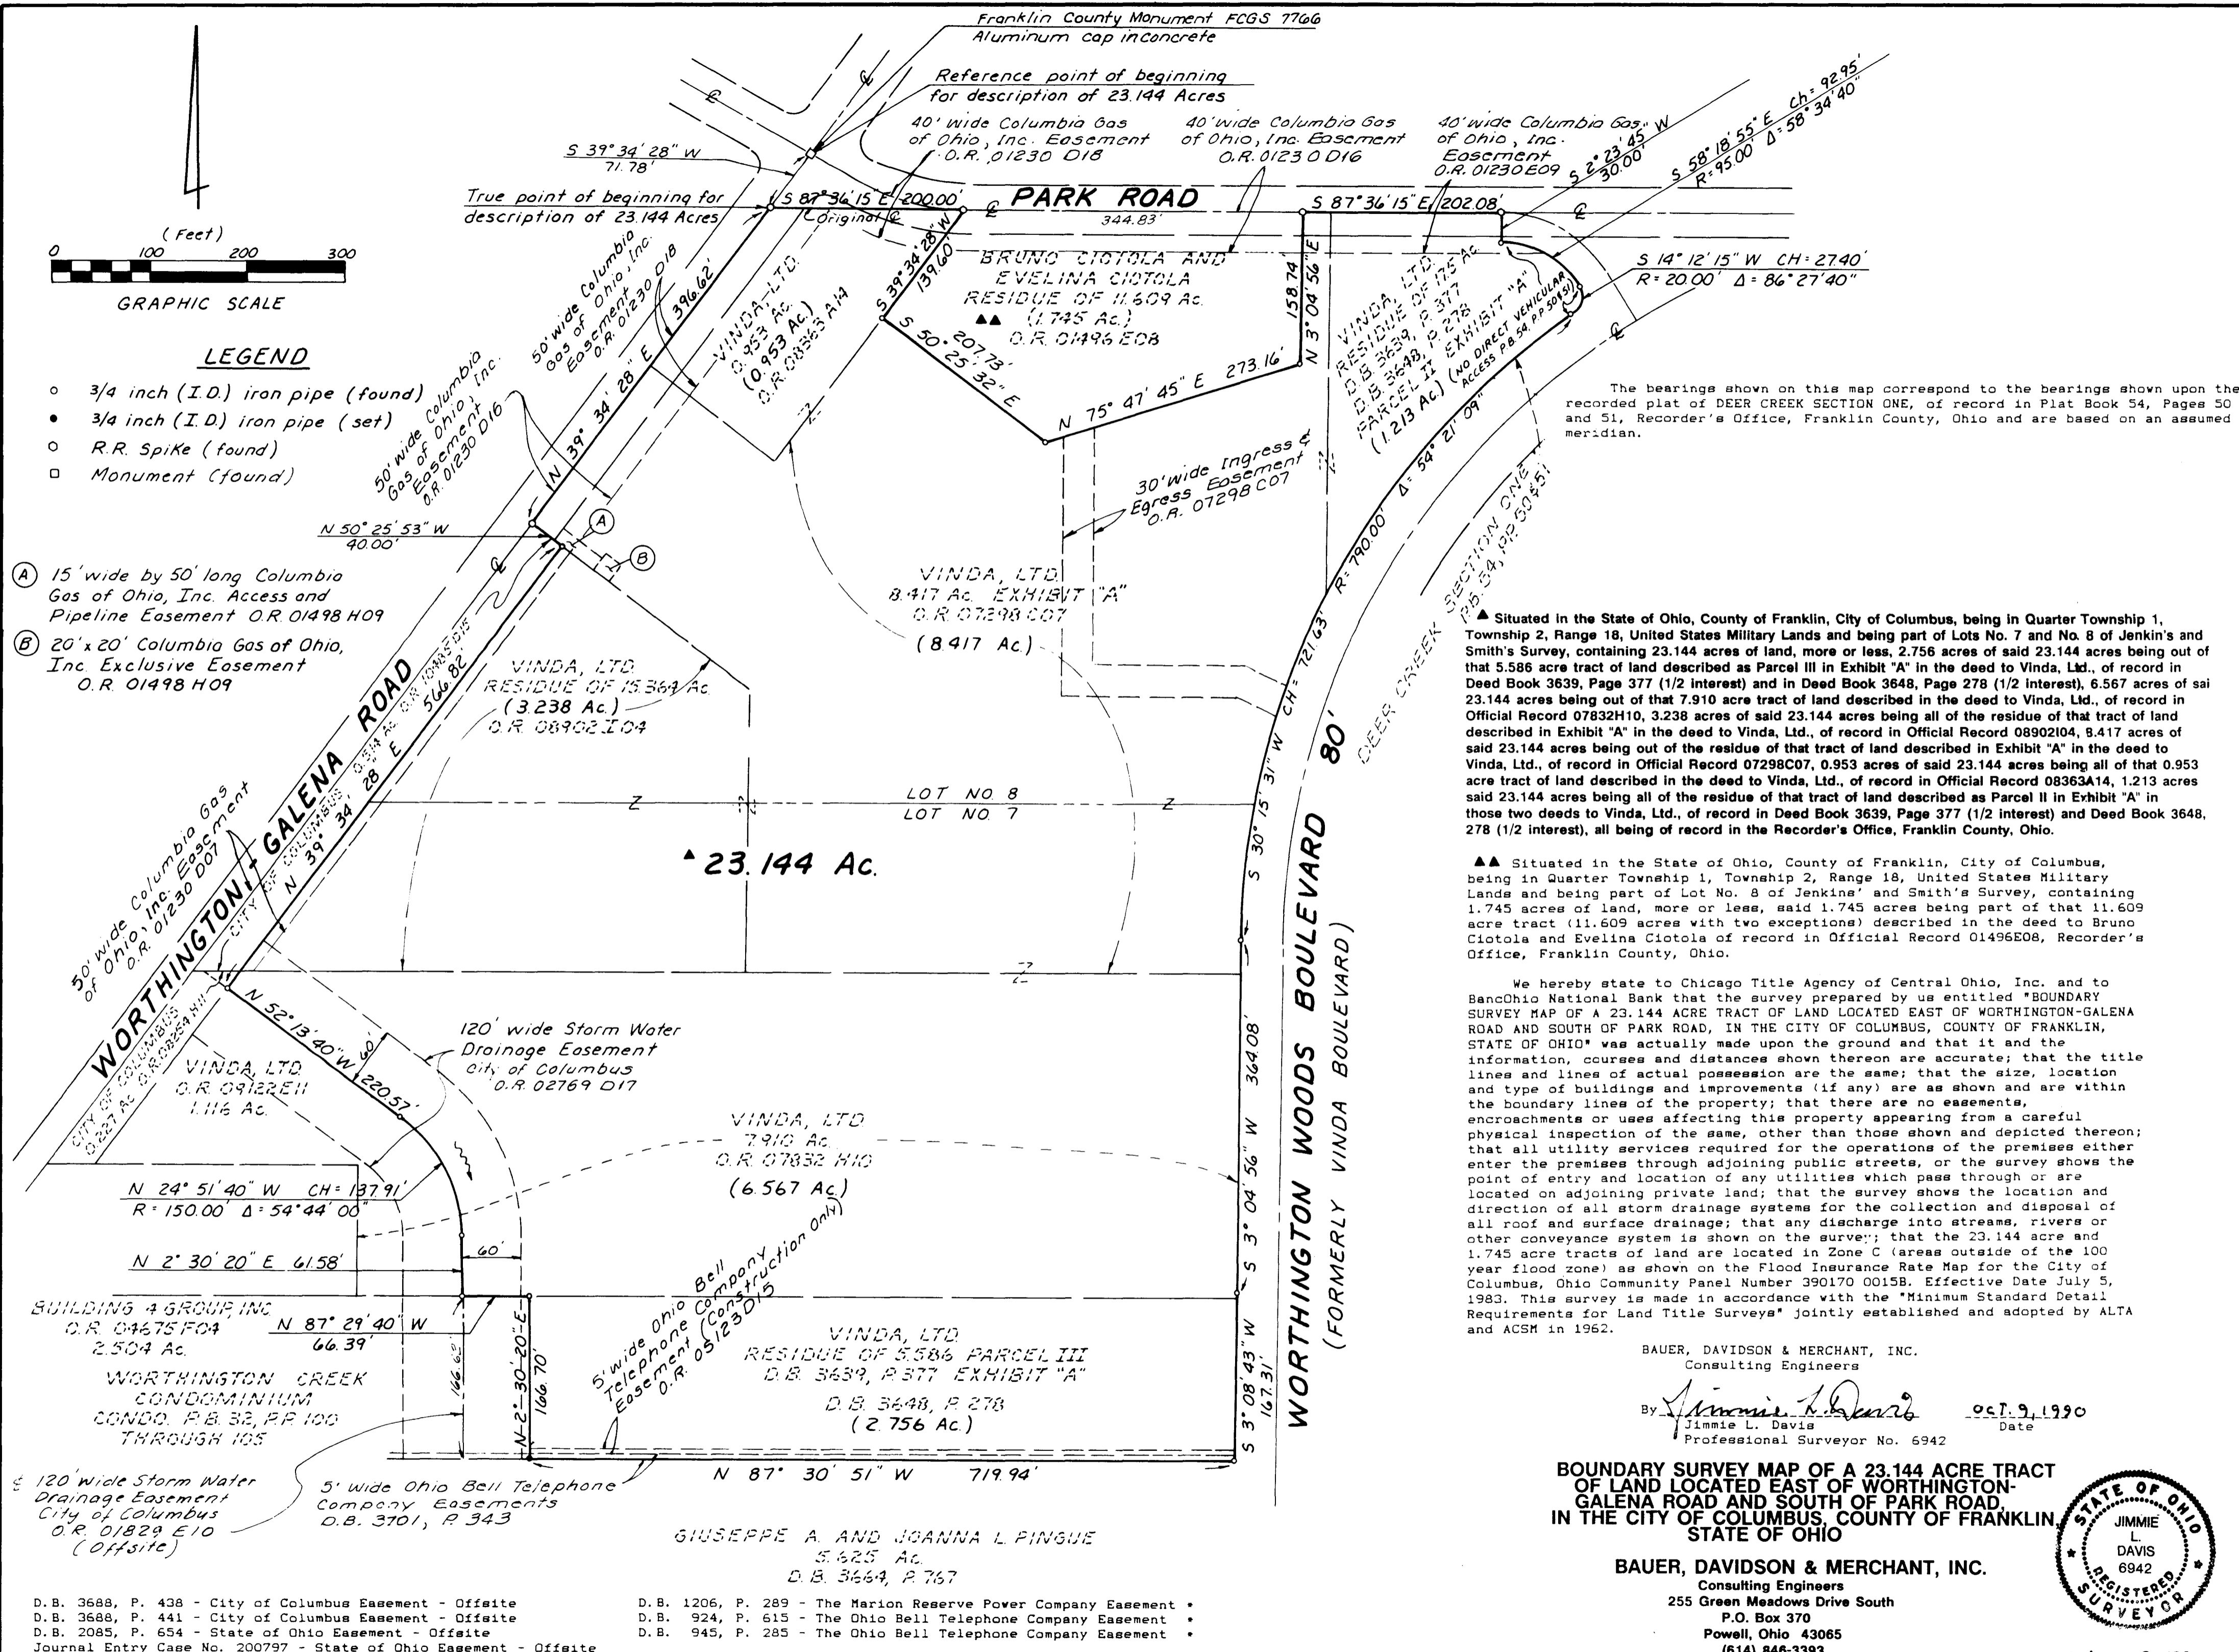 Franklin County Monument FCGS 7766
Aluminum cap in concrete
Reference point of beginning
for description of 23.144 Acres
40' wide Columbia Gas
of Ohio, Inc. Easement
O.R. 01230 D18
40' wide Columbia Gas
of Ohio, Inc. Easement
O.R. 01230 D16
40' wide Columbia Gas
of Ohio, Inc.
Easement
O.R. 01230E09
S 2° 23' 45" W
30.00'
S 58° 18' 55" E Ch = 92.95'
R = 95.00' Δ = 58° 34' 40"
S 39° 34' 28" W
71.78'
True point of beginning for
description of 23.144 Acres
S 87° 36' 15" E 200.00'
Original ℄
PARK ROAD
344.83'
S 87° 36' 15" E 202.08'
S 14° 12' 15" W CH = 27.40'
R = 20.00' Δ = 86° 27' 40"
(Feet)
0 100 200 300
GRAPHIC SCALE
LEGEND
○ 3/4 inch (I.D.) iron pipe (found)
● 3/4 inch (I.D.) iron pipe (set)
R.R. Spike (found)
□ Monument (found)
50' wide Columbia
Gas of Ohio, Inc.
Easement
O.R. 01230 D18
50' wide Columbia
Gas of Ohio, Inc.
Easement
O.R. 01230 D16
N 39° 34' 28" E 396.62'
VINDA, LTD.
0.953 Ac.
(0.953 Ac.)
O.R. 08363 A14
S 39° 34' 28" W
139.60'
BRUNO CIOTOLA AND
EVELINA CIOTOLA
RESIDUE OF 11.609 Ac.
▲▲ (1.745 Ac.)
O.R. 01496 E08
207.73'
S 50° 25' 32" E
N 75° 47' 45" E 273.16'
158.74
N 3° 04' 56" E
VINDA, LTD.
RESIDUE OF 17.5 Ac.
D.B. 3639, P. 377
D.B. 3648, P. 278
PARCEL II EXHIBIT "A"
(1.213 Ac.) (NO DIRECT VEHICULAR
ACCESS P.B. 54, P.P. 50 & 51)
The bearings shown on this map correspond to the bearings shown upon the
recorded plat of DEER CREEK SECTION ONE, of record in Plat Book 54, Pages 50
and 51, Recorder's Office, Franklin County, Ohio and are based on an assumed
meridian.
30' wide Ingress &
Egress Easement
O.R. 07298 C07
N 50° 25' 53" W
40.00'
A
B
(A) 15' wide by 50' long Columbia
Gas of Ohio, Inc. Access and
Pipeline Easement O.R. 01498 H09
(B) 20' x 20' Columbia Gas of Ohio,
Inc. Exclusive Easement
O.R. 01498 H09
VINDA, LTD.
8.417 Ac. EXHIBIT "A"
O.R. 07298 C07
(8.417 Ac.)
S 30° 15' 31" W CH = 721.63' R = 790.00' Δ = 54° 21' 09"
DEER CREEK SECTION ONE
P.B. 54, PP. 50 & 51
VINDA, LTD.
RESIDUE OF 15.364 Ac.
(3.238 Ac.)
O.R. 08902 I04
▲ Situated in the State of Ohio, County of Franklin, City of Columbus, being in Quarter Township 1,
Township 2, Range 18, United States Military Lands and being part of Lots No. 7 and No. 8 of Jenkin's and
Smith's Survey, containing 23.144 acres of land, more or less, 2.756 acres of said 23.144 acres being out of
that 5.586 acre tract of land described as Parcel III in Exhibit "A" in the deed to Vinda, Ltd., of record in
Deed Book 3639, Page 377 (1/2 interest) and in Deed Book 3648, Page 278 (1/2 interest), 6.567 acres of sai
23.144 acres being out of that 7.910 acre tract of land described in the deed to Vinda, Ltd., of record in
Official Record 07832H10, 3.238 acres of said 23.144 acres being all of the residue of that tract of land
described in Exhibit "A" in the deed to Vinda, Ltd., of record in Official Record 08902I04, 8.417 acres of
said 23.144 acres being out of the residue of that tract of land described in Exhibit "A" in the deed to
Vinda, Ltd., of record in Official Record 07298C07, 0.953 acres of said 23.144 acres being all of that 0.953
acre tract of land described in the deed to Vinda, Ltd., of record in Official Record 08363A14, 1.213 acres
said 23.144 acres being all of the residue of that tract of land described as Parcel II in Exhibit "A" in
those two deeds to Vinda, Ltd., of record in Deed Book 3639, Page 377 (1/2 interest) and Deed Book 3648,
278 (1/2 interest), all being of record in the Recorder's Office, Franklin County, Ohio.
WORTHINGTON - GALENA ROAD
N 39° 34' 28" E 566.82'
CITY OF COLUMBUS
50' wide Columbia Gas
of Ohio, Inc. Easement
O.R. 01230 D07
LOT NO. 8
LOT NO. 7
▲ 23.144 Ac.
WORTHINGTON WOODS BOULEVARD 80'
(FORMERLY VINDA BOULEVARD)
▲▲ Situated in the State of Ohio, County of Franklin, City of Columbus,
being in Quarter Township 1, Township 2, Range 18, United States Military
Lands and being part of Lot No. 8 of Jenkins' and Smith's Survey, containing
1.745 acres of land, more or less, said 1.745 acres being part of that 11.609
acre tract (11.609 acres with two exceptions) described in the deed to Bruno
Ciotola and Evelina Ciotola of record in Official Record 01496E08, Recorder's
Office, Franklin County, Ohio.
We hereby state to Chicago Title Agency of Central Ohio, Inc. and to
BancOhio National Bank that the survey prepared by us entitled "BOUNDARY
SURVEY MAP OF A 23.144 ACRE TRACT OF LAND LOCATED EAST OF WORTHINGTON-GALENA
ROAD AND SOUTH OF PARK ROAD, IN THE CITY OF COLUMBUS, COUNTY OF FRANKLIN,
STATE OF OHIO" was actually made upon the ground and that it and the
information, courses and distances shown thereon are accurate; that the title
lines and lines of actual possession are the same; that the size, location
and type of buildings and improvements (if any) are as shown and are within
the boundary lines of the property; that there are no easements,
encroachments or uses affecting this property appearing from a careful
physical inspection of the same, other than those shown and depicted thereon;
that all utility services required for the operations of the premises either
enter the premises through adjoining public streets, or the survey shows the
point of entry and location of any utilities which pass through or are
located on adjoining private land; that the survey shows the location and
direction of all storm drainage systems for the collection and disposal of
all roof and surface drainage; that any discharge into streams, rivers or
other conveyance system is shown on the survey; that the 23.144 acre and
1.745 acre tracts of land are located in Zone C (areas outside of the 100
year flood zone) as shown on the Flood Insurance Rate Map for the City of
Columbus, Ohio Community Panel Number 390170 0015B. Effective Date July 5,
1983. This survey is made in accordance with the "Minimum Standard Detail
Requirements for Land Title Surveys" jointly established and adopted by ALTA
and ACSM in 1962.
N 52° 13' 40" W 220.57'
60'
120' wide Storm Water
Drainage Easement
City of Columbus
O.R. 02769 D17
CITY OF COLUMBUS
0.227 Ac. O.R. 08254 H11
VINDA, LTD.
O.R. 09122E11
1.116 Ac.
VINDA, LTD.
7.910 Ac.
O.R. 07832 H10
(6.567 Ac.)
S 3° 04' 56" W 364.08'
N 24° 51' 40" W CH = 137.91'
R = 150.00' Δ = 54° 44' 00"
N 2° 30' 20" E 61.58'
60'
BUILDING 4 GROUP, INC
O.R. 04675 F04
2.504 Ac.
N 87° 29' 40" W
66.39'
WORTHINGTON CREEK
CONDOMINIUM
CONDO. P.B. 32, P.P. 100
THROUGH 105
166.62'
N-2°-30'-20"-E
166.70'
5' wide Ohio Bell
Telephone Company
Easement (Construction Only)
O.R. 05123 D15
VINDA, LTD.
RESIDUE OF 5.586 PARCEL III
D.B. 3639, P. 377 EXHIBIT "A"
D.B. 3648, P. 278
(2.756 Ac.)
S 3° 08' 43" W
167.31'
N 87° 30' 51" W 719.94'
120' wide Storm Water
Drainage Easement
City of Columbus
O.R. 01829 E10
(Offsite)
5' wide Ohio Bell Telephone
Company Easements
D.B. 3701, P. 343
GIUSEPPE A. AND JOANNA L. PINGUE
5.625 Ac.
D.B. 3664, P. 767
BAUER, DAVIDSON & MERCHANT, INC.
Consulting Engineers
By Jimmie L. Davis OCT. 9, 1990
Jimmie L. Davis Date
Professional Surveyor No. 6942
BOUNDARY SURVEY MAP OF A 23.144 ACRE TRACT
OF LAND LOCATED EAST OF WORTHINGTON-
GALENA ROAD AND SOUTH OF PARK ROAD,
IN THE CITY OF COLUMBUS, COUNTY OF FRANKLIN,
STATE OF OHIO
BAUER, DAVIDSON & MERCHANT, INC.
Consulting Engineers
255 Green Meadows Drive South
P.O. Box 370
Powell, Ohio 43065
(614) 846-3393
STATE OF OHIO
JIMMIE
L.
DAVIS
6942
REGISTERED
SURVEYOR
D.B. 3688, P. 438 - City of Columbus Easement - Offsite
D.B. 3688, P. 441 - City of Columbus Easement - Offsite
D.B. 2085, P. 654 - State of Ohio Easement - Offsite
Journal Entry Case No. 200797 - State of Ohio Easement - Offsite
D.B. 1206, P. 289 - The Marion Reserve Power Company Easement *
D.B. 924, P. 615 - The Ohio Bell Telephone Company Easement *
D.B. 945, P. 285 - The Ohio Bell Telephone Company Easement *